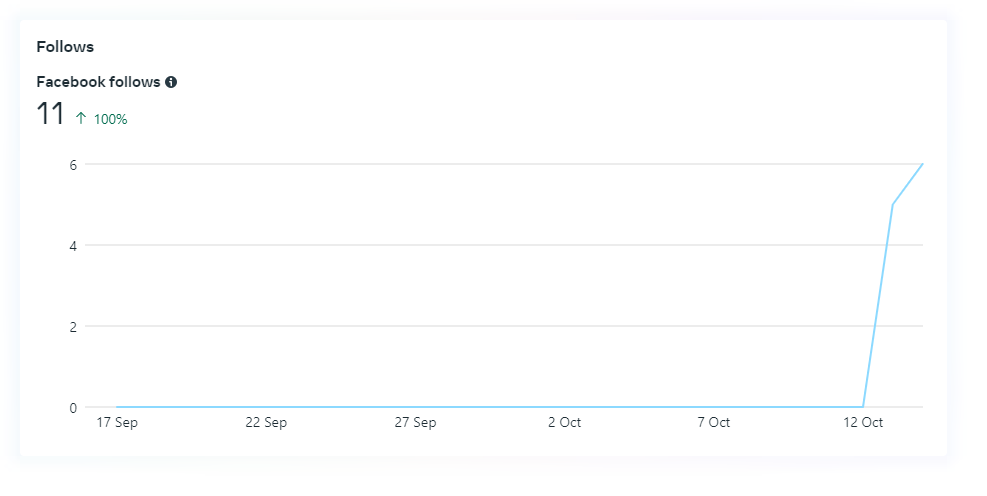 Follows
Facebook follows
11 ↑ 100%
6
4
2
0
17 Sep 22 Sep 27 Sep 2 Oct 7 Oct 12 Oct